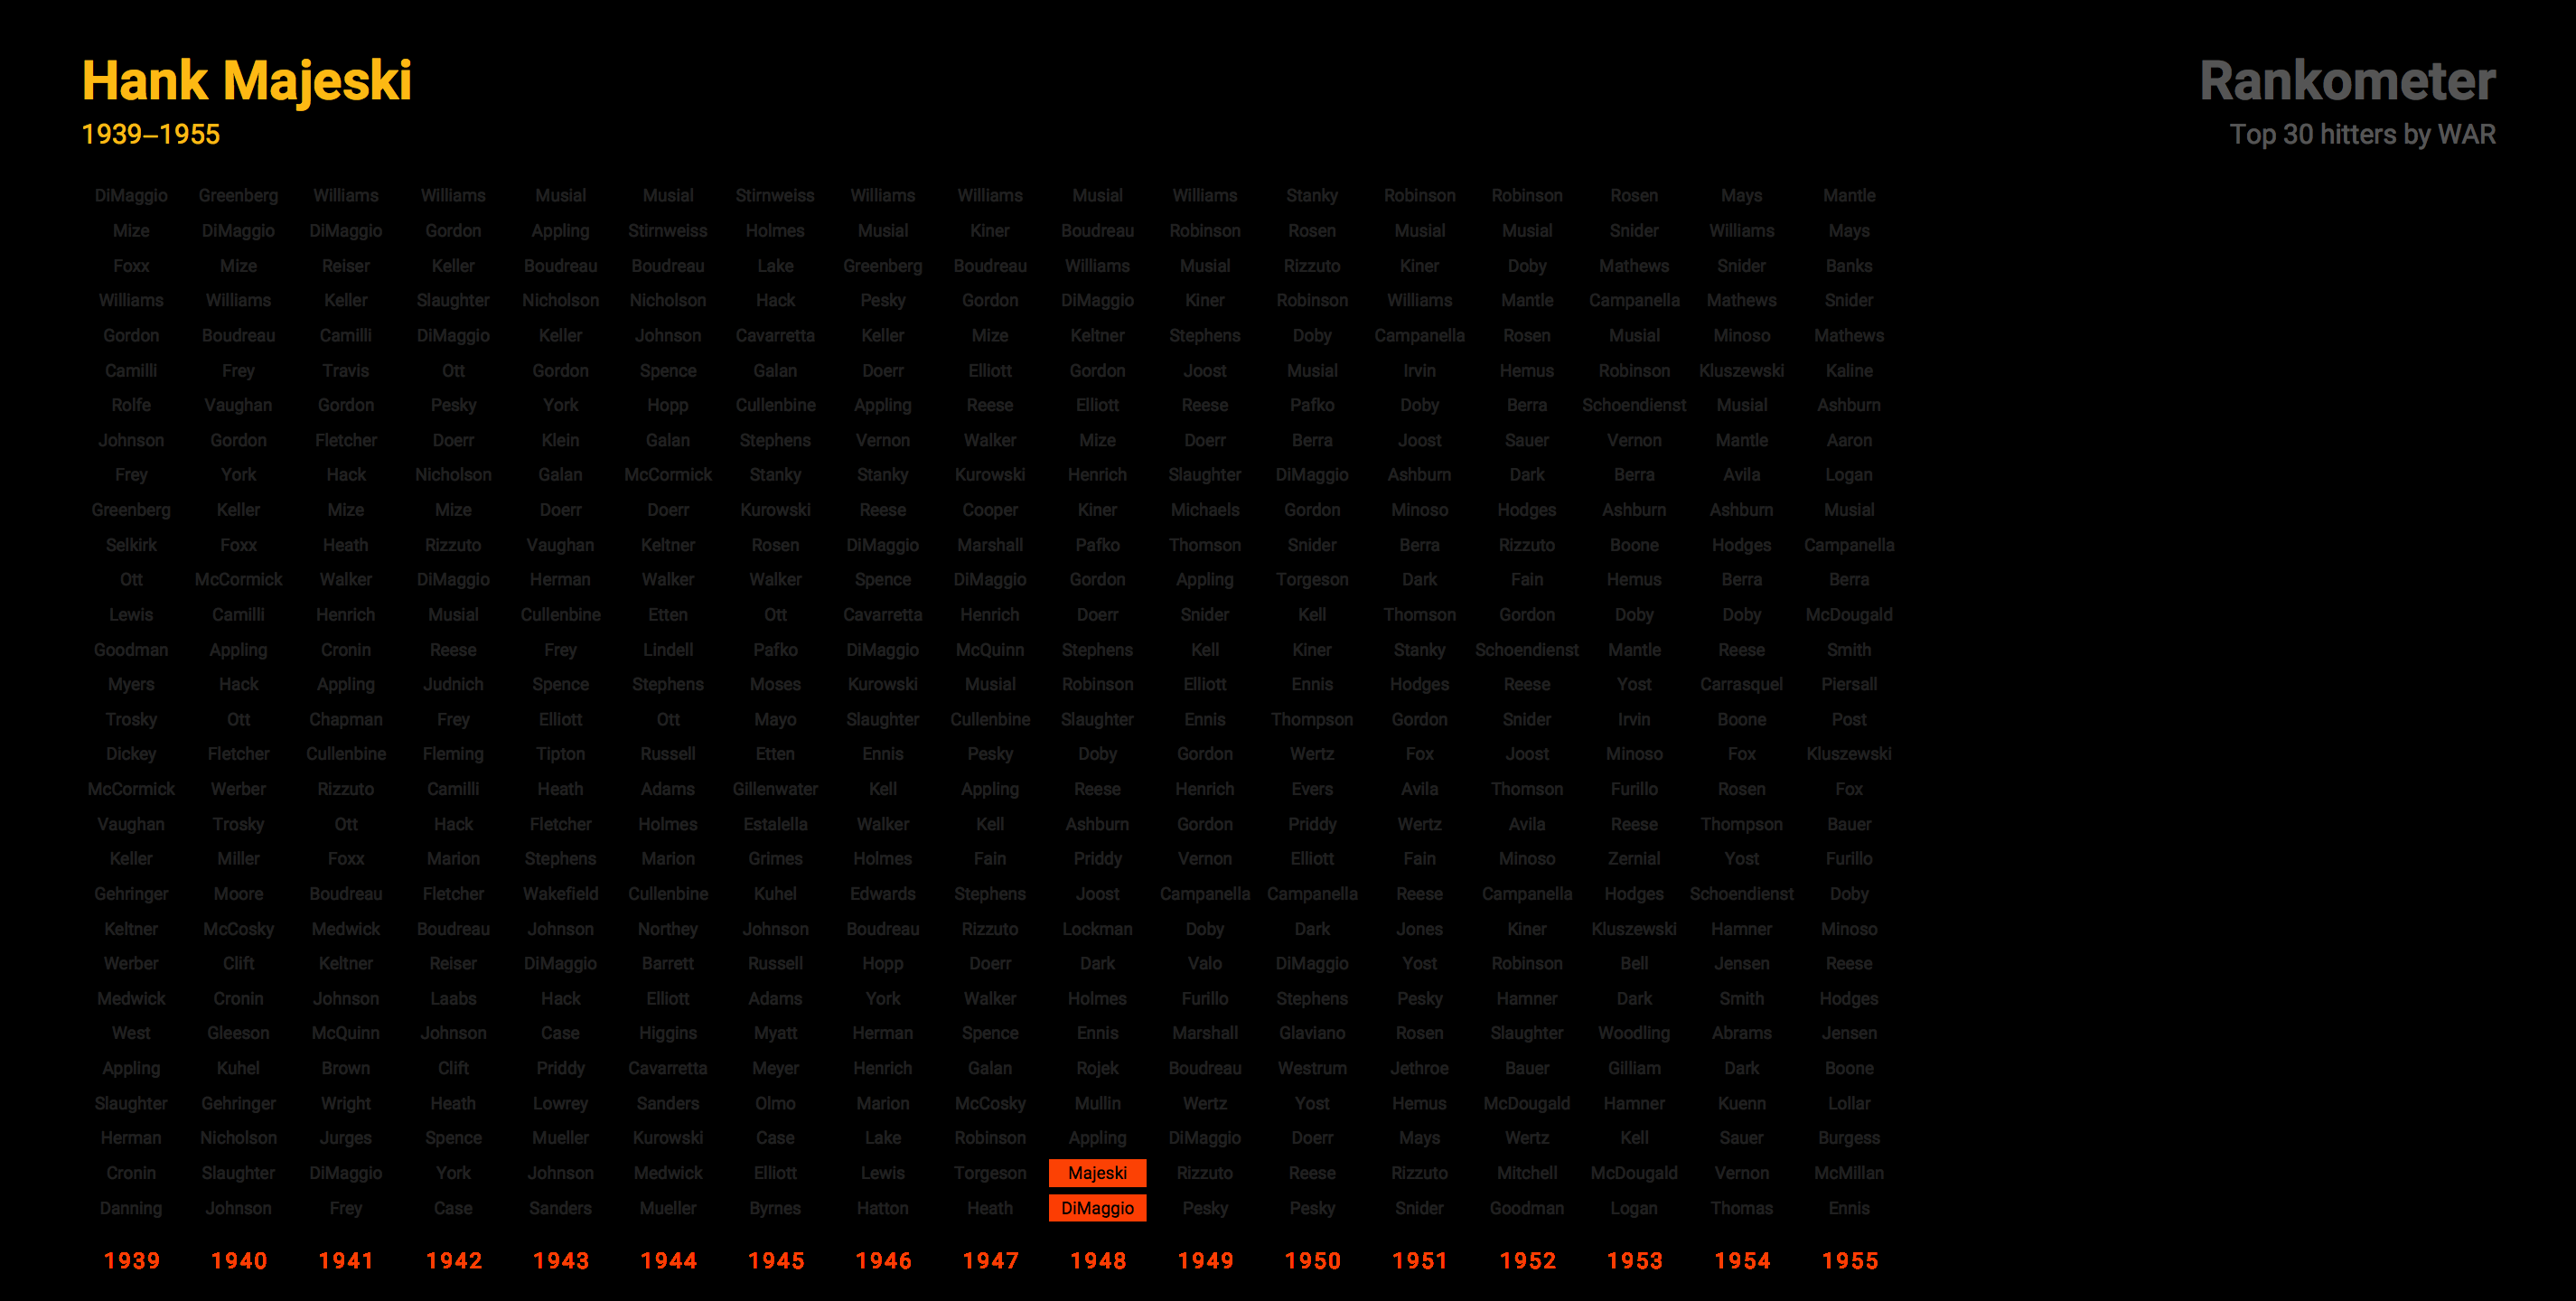 Hank Majeski Rankometer
1939–1955 Top 30 hitters by WAR
DiMaggio Greenberg Williams Williams Musial Musial Stirnweiss Williams Williams Musial Williams Stanky Robinson Robinson Rosen Mays Mantle
Mize DiMaggio DiMaggio Gordon Appling Stirnweiss Holmes Musial Kiner Boudreau Robinson Rosen Musial Musial Snider Williams Mays
Foxx Mize Reiser Keller Boudreau Boudreau Lake Greenberg Boudreau Williams Musial Rizzuto Kiner Doby Mathews Snider Banks
Williams Williams Keller Slaughter Nicholson Nicholson Hack Pesky Gordon DiMaggio Kiner Robinson Williams Mantle Campanella Mathews Snider
Gordon Boudreau Camilli DiMaggio Keller Johnson Cavarretta Keller Mize Keltner Stephens Doby Campanella Rosen Musial Minoso Mathews
Camilli Frey Travis Ott Gordon Spence Galan Doerr Elliott Gordon Joost Musial Irvin Hemus Robinson Kluszewski Kaline
Rolfe Vaughan Gordon Pesky York Hopp Cullenbine Appling Reese Elliott Reese Pafko Doby Berra Schoendienst Musial Ashburn
Johnson Gordon Fletcher Doerr Klein Galan Stephens Vernon Walker Mize Doerr Berra Joost Sauer Vernon Mantle Aaron
Frey York Hack Nicholson Galan McCormick Stanky Stanky Kurowski Henrich Slaughter DiMaggio Ashburn Dark Berra Avila Logan
Greenberg Keller Mize Mize Doerr Doerr Kurowski Reese Cooper Kiner Michaels Gordon Minoso Hodges Ashburn Ashburn Musial
Selkirk Foxx Heath Rizzuto Vaughan Keltner Rosen DiMaggio Marshall Pafko Thomson Snider Berra Rizzuto Boone Hodges Campanella
Ott McCormick Walker DiMaggio Herman Walker Walker Spence DiMaggio Gordon Appling Torgeson Dark Fain Hemus Berra Berra
Lewis Camilli Henrich Musial Cullenbine Etten Ott Cavarretta Henrich Doerr Snider Kell Thomson Gordon Doby Doby McDougald
Goodman Appling Cronin Reese Frey Lindell Pafko DiMaggio McQuinn Stephens Kell Kiner Stanky Schoendienst Mantle Reese Smith
Myers Hack Appling Judnich Spence Stephens Moses Kurowski Musial Robinson Elliott Ennis Hodges Reese Yost Carrasquel Piersall
Trosky Ott Chapman Frey Elliott Ott Mayo Slaughter Cullenbine Slaughter Ennis Thompson Gordon Snider Irvin Boone Post
Dickey Fletcher Cullenbine Fleming Tipton Russell Etten Ennis Pesky Doby Gordon Wertz Fox Joost Minoso Fox Kluszewski
McCormick Werber Rizzuto Camilli Heath Adams Gillenwater Kell Appling Reese Henrich Evers Avila Thomson Furillo Rosen Fox
Vaughan Trosky Ott Hack Fletcher Holmes Estalella Walker Kell Ashburn Gordon Priddy Wertz Avila Reese Thompson Bauer
Keller Miller Foxx Marion Stephens Marion Grimes Holmes Fain Priddy Vernon Elliott Fain Minoso Zernial Yost Furillo
Gehringer Moore Boudreau Fletcher Wakefield Cullenbine Kuhel Edwards Stephens Joost Campanella Campanella Reese Campanella Hodges Schoendienst Doby
Keltner McCosky Medwick Boudreau Johnson Northey Johnson Boudreau Rizzuto Lockman Doby Dark Jones Kiner Kluszewski Hamner Minoso
Werber Clift Keltner Reiser DiMaggio Barrett Russell Hopp Doerr Dark Valo DiMaggio Yost Robinson Bell Jensen Reese
Medwick Cronin Johnson Laabs Hack Elliott Adams York Walker Holmes Furillo Stephens Pesky Hamner Dark Smith Hodges
West Gleeson McQuinn Johnson Case Higgins Myatt Herman Spence Ennis Marshall Glaviano Rosen Slaughter Woodling Abrams Jensen
Appling Kuhel Brown Clift Priddy Cavarretta Meyer Henrich Galan Rojek Boudreau Westrum Jethroe Bauer Gilliam Dark Boone
Slaughter Gehringer Wright Heath Lowrey Sanders Olmo Marion McCosky Mullin Wertz Yost Hemus McDougald Hamner Kuenn Lollar
Herman Nicholson Jurges Spence Mueller Kurowski Case Lake Robinson Appling DiMaggio Doerr Mays Wertz Kell Sauer Burgess
Cronin Slaughter DiMaggio York Johnson Medwick Elliott Lewis Torgeson Majeski Rizzuto Reese Rizzuto Mitchell McDougald Vernon McMillan
Danning Johnson Frey Case Sanders Mueller Byrnes Hatton Heath DiMaggio Pesky Pesky Snider Goodman Logan Thomas Ennis
1939 1940 1941 1942 1943 1944 1945 1946 1947 1948 1949 1950 1951 1952 1953 1954 1955